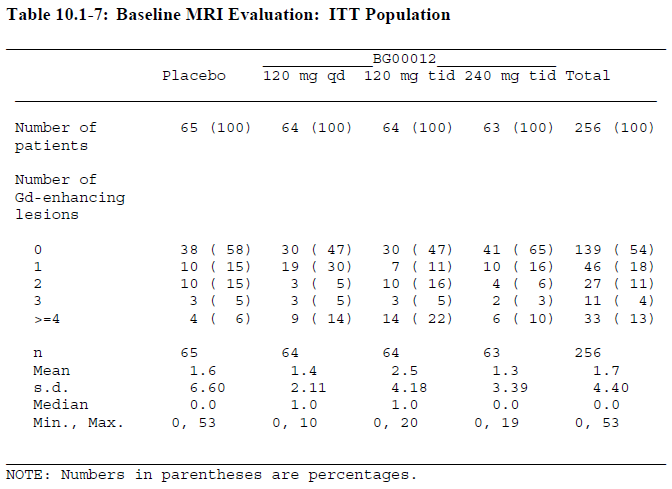 Table 10.1-7: Baseline MRI Evaluation: ITT Population
BG00012
Placebo 120 mg qd 120 mg tid 240 mg tid Total
Number of patients 65 (100) 64 (100) 64 (100) 63 (100) 256 (100)
Number of
Gd-enhancing
lesions
0 38 ( 58) 30 ( 47) 30 ( 47) 41 ( 65) 139 ( 54)
1 10 ( 15) 19 ( 30) 7 ( 11) 10 ( 16) 46 ( 18)
2 10 ( 15) 3 ( 5) 10 ( 16) 4 ( 6) 27 ( 11)
3 3 ( 5) 3 ( 5) 3 ( 5) 2 ( 3) 11 ( 4)
>=4 4 ( 6) 9 ( 14) 14 ( 22) 6 ( 10) 33 ( 13)
n 65 64 64 63 256
Mean 1.6 1.4 2.5 1.3 1.7
s.d. 6.60 2.11 4.18 3.39 4.40
Median 0.0 1.0 1.0 0.0 0.0
Min., Max. 0, 53 0, 10 0, 20 0, 19 0, 53
NOTE: Numbers in parentheses are percentages.